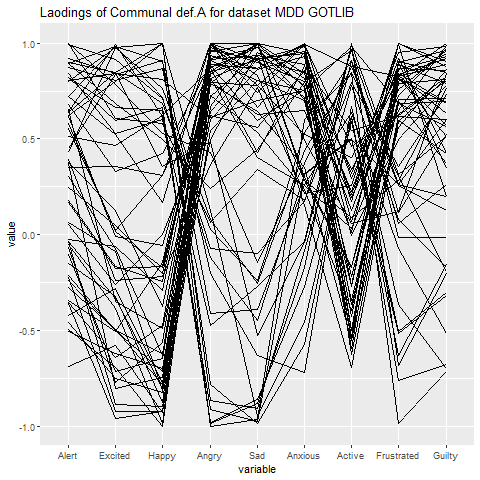 Laodings of Communal def.A for dataset MDD GOTLIB
1.0
0.5
0.0
-0.5
-1.0
value
Alert Excited Happy Angry Sad Anxious Active Frustrated Guilty
variable